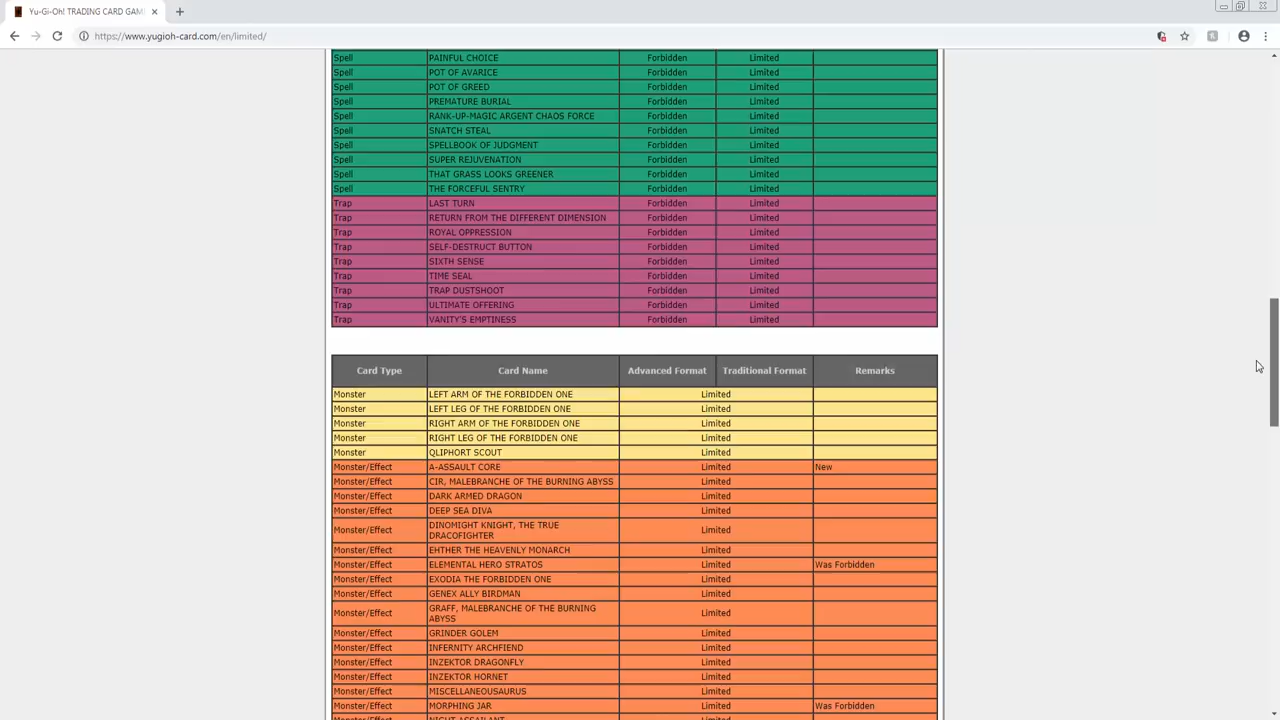 Yu-Gi-Oh! TRADING CARD GAM
https://www.yugioh-card.com/en/limited/
Spell PAINFUL CHOICE Forbidden Limited
Spell POT OF AVARICE Forbidden Limited
Spell POT OF GREED Forbidden Limited
Spell PREMATURE BURIAL Forbidden Limited
Spell RANK-UP-MAGIC ARGENT CHAOS FORCE Forbidden Limited
Spell SNATCH STEAL Forbidden Limited
Spell SPELLBOOK OF JUDGMENT Forbidden Limited
Spell SUPER REJUVENATION Forbidden Limited
Spell THAT GRASS LOOKS GREENER Forbidden Limited
Spell THE FORCEFUL SENTRY Forbidden Limited
Trap LAST TURN Forbidden Limited
Trap RETURN FROM THE DIFFERENT DIMENSION Forbidden Limited
Trap ROYAL OPPRESSION Forbidden Limited
Trap SELF-DESTRUCT BUTTON Forbidden Limited
Trap SIXTH SENSE Forbidden Limited
Trap TIME SEAL Forbidden Limited
Trap TRAP DUSTSHOOT Forbidden Limited
Trap ULTIMATE OFFERING Forbidden Limited
Trap VANITY'S EMPTINESS Forbidden Limited
Card Type Card Name Advanced Format Traditional Format Remarks
Monster LEFT ARM OF THE FORBIDDEN ONE Limited
Monster LEFT LEG OF THE FORBIDDEN ONE Limited
Monster RIGHT ARM OF THE FORBIDDEN ONE Limited
Monster RIGHT LEG OF THE FORBIDDEN ONE Limited
Monster QLIPHORT SCOUT Limited
Monster/Effect A-ASSAULT CORE Limited New
Monster/Effect CIR, MALEBRANCHE OF THE BURNING ABYSS Limited
Monster/Effect DARK ARMED DRAGON Limited
Monster/Effect DEEP SEA DIVA Limited
Monster/Effect DINOMIGHT KNIGHT, THE TRUE
DRACOFIGHTER Limited
Monster/Effect EHTHER THE HEAVENLY MONARCH Limited
Monster/Effect ELEMENTAL HERO STRATOS Limited Was Forbidden
Monster/Effect EXODIA THE FORBIDDEN ONE Limited
Monster/Effect GENEX ALLY BIRDMAN Limited
Monster/Effect GRAFF, MALEBRANCHE OF THE BURNING
ABYSS Limited
Monster/Effect GRINDER GOLEM Limited
Monster/Effect INFERNITY ARCHFIEND Limited
Monster/Effect INZEKTOR DRAGONFLY Limited
Monster/Effect INZEKTOR HORNET Limited
Monster/Effect MISCELLANEOUSAURUS Limited
Monster/Effect MORPHING JAR Limited Was Forbidden
Monster/Effect NIGHT ASSAILANT Limited